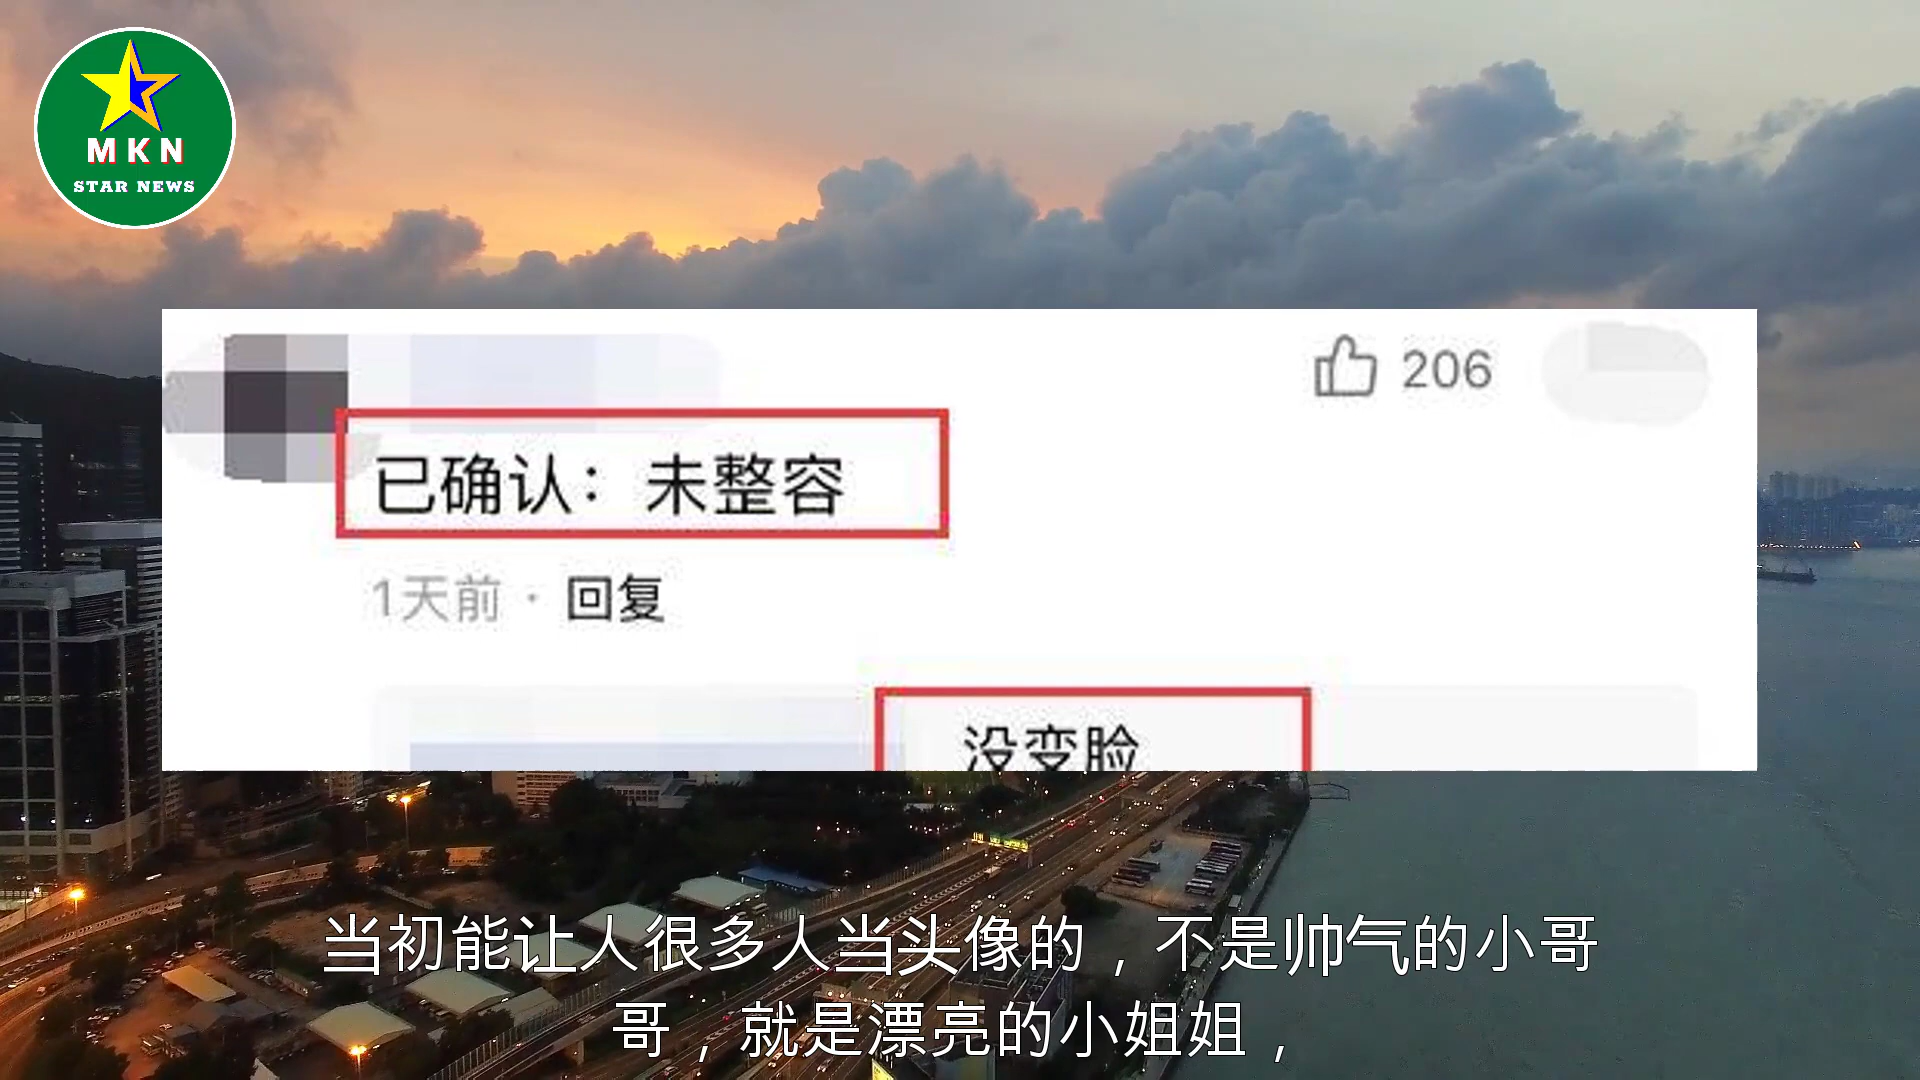 MKN
STAR NEWS
206
已确认：未整容
1天前 · 回复
没变脸
当初能让人很多人当头像的，不是帅气的小哥
哥，就是漂亮的小姐姐，